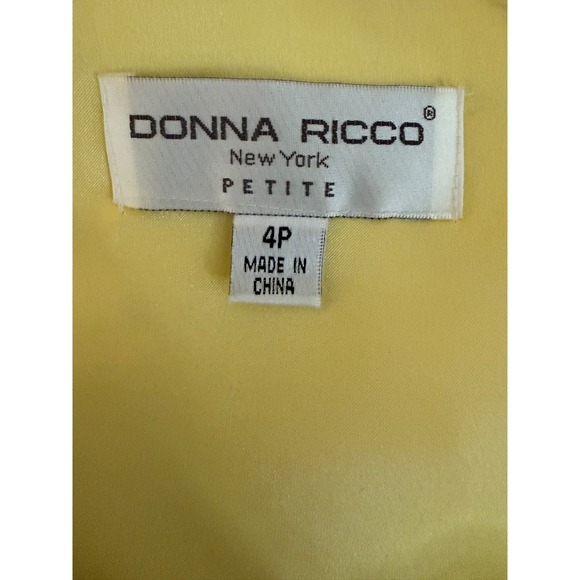 DONNA RICCO®
New York
PETITE
4P
MADE IN
CHINA